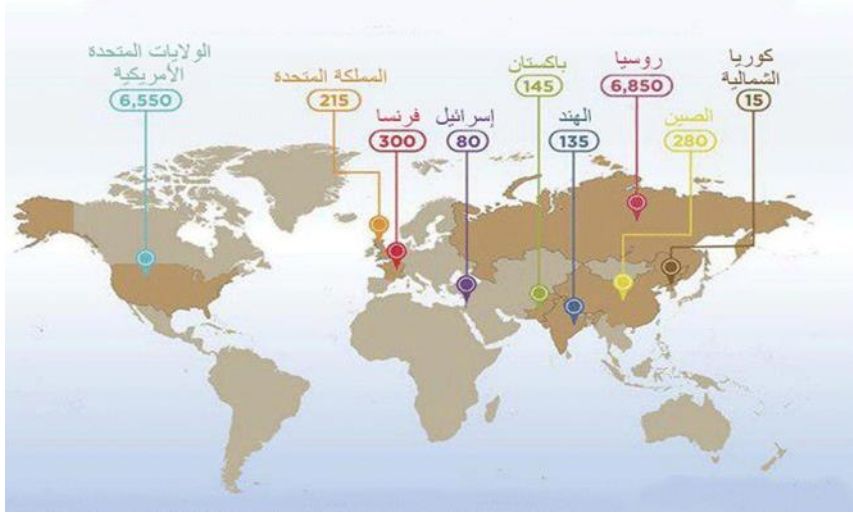 الولايات المتحدة
الأمريكية
6,550
المملكة المتحدة
215
فرنسا
300
إسرائيل
80
باكستان
145
الهند
135
روسيا
6,850
الصين
280
كوريا
الشمالية
15